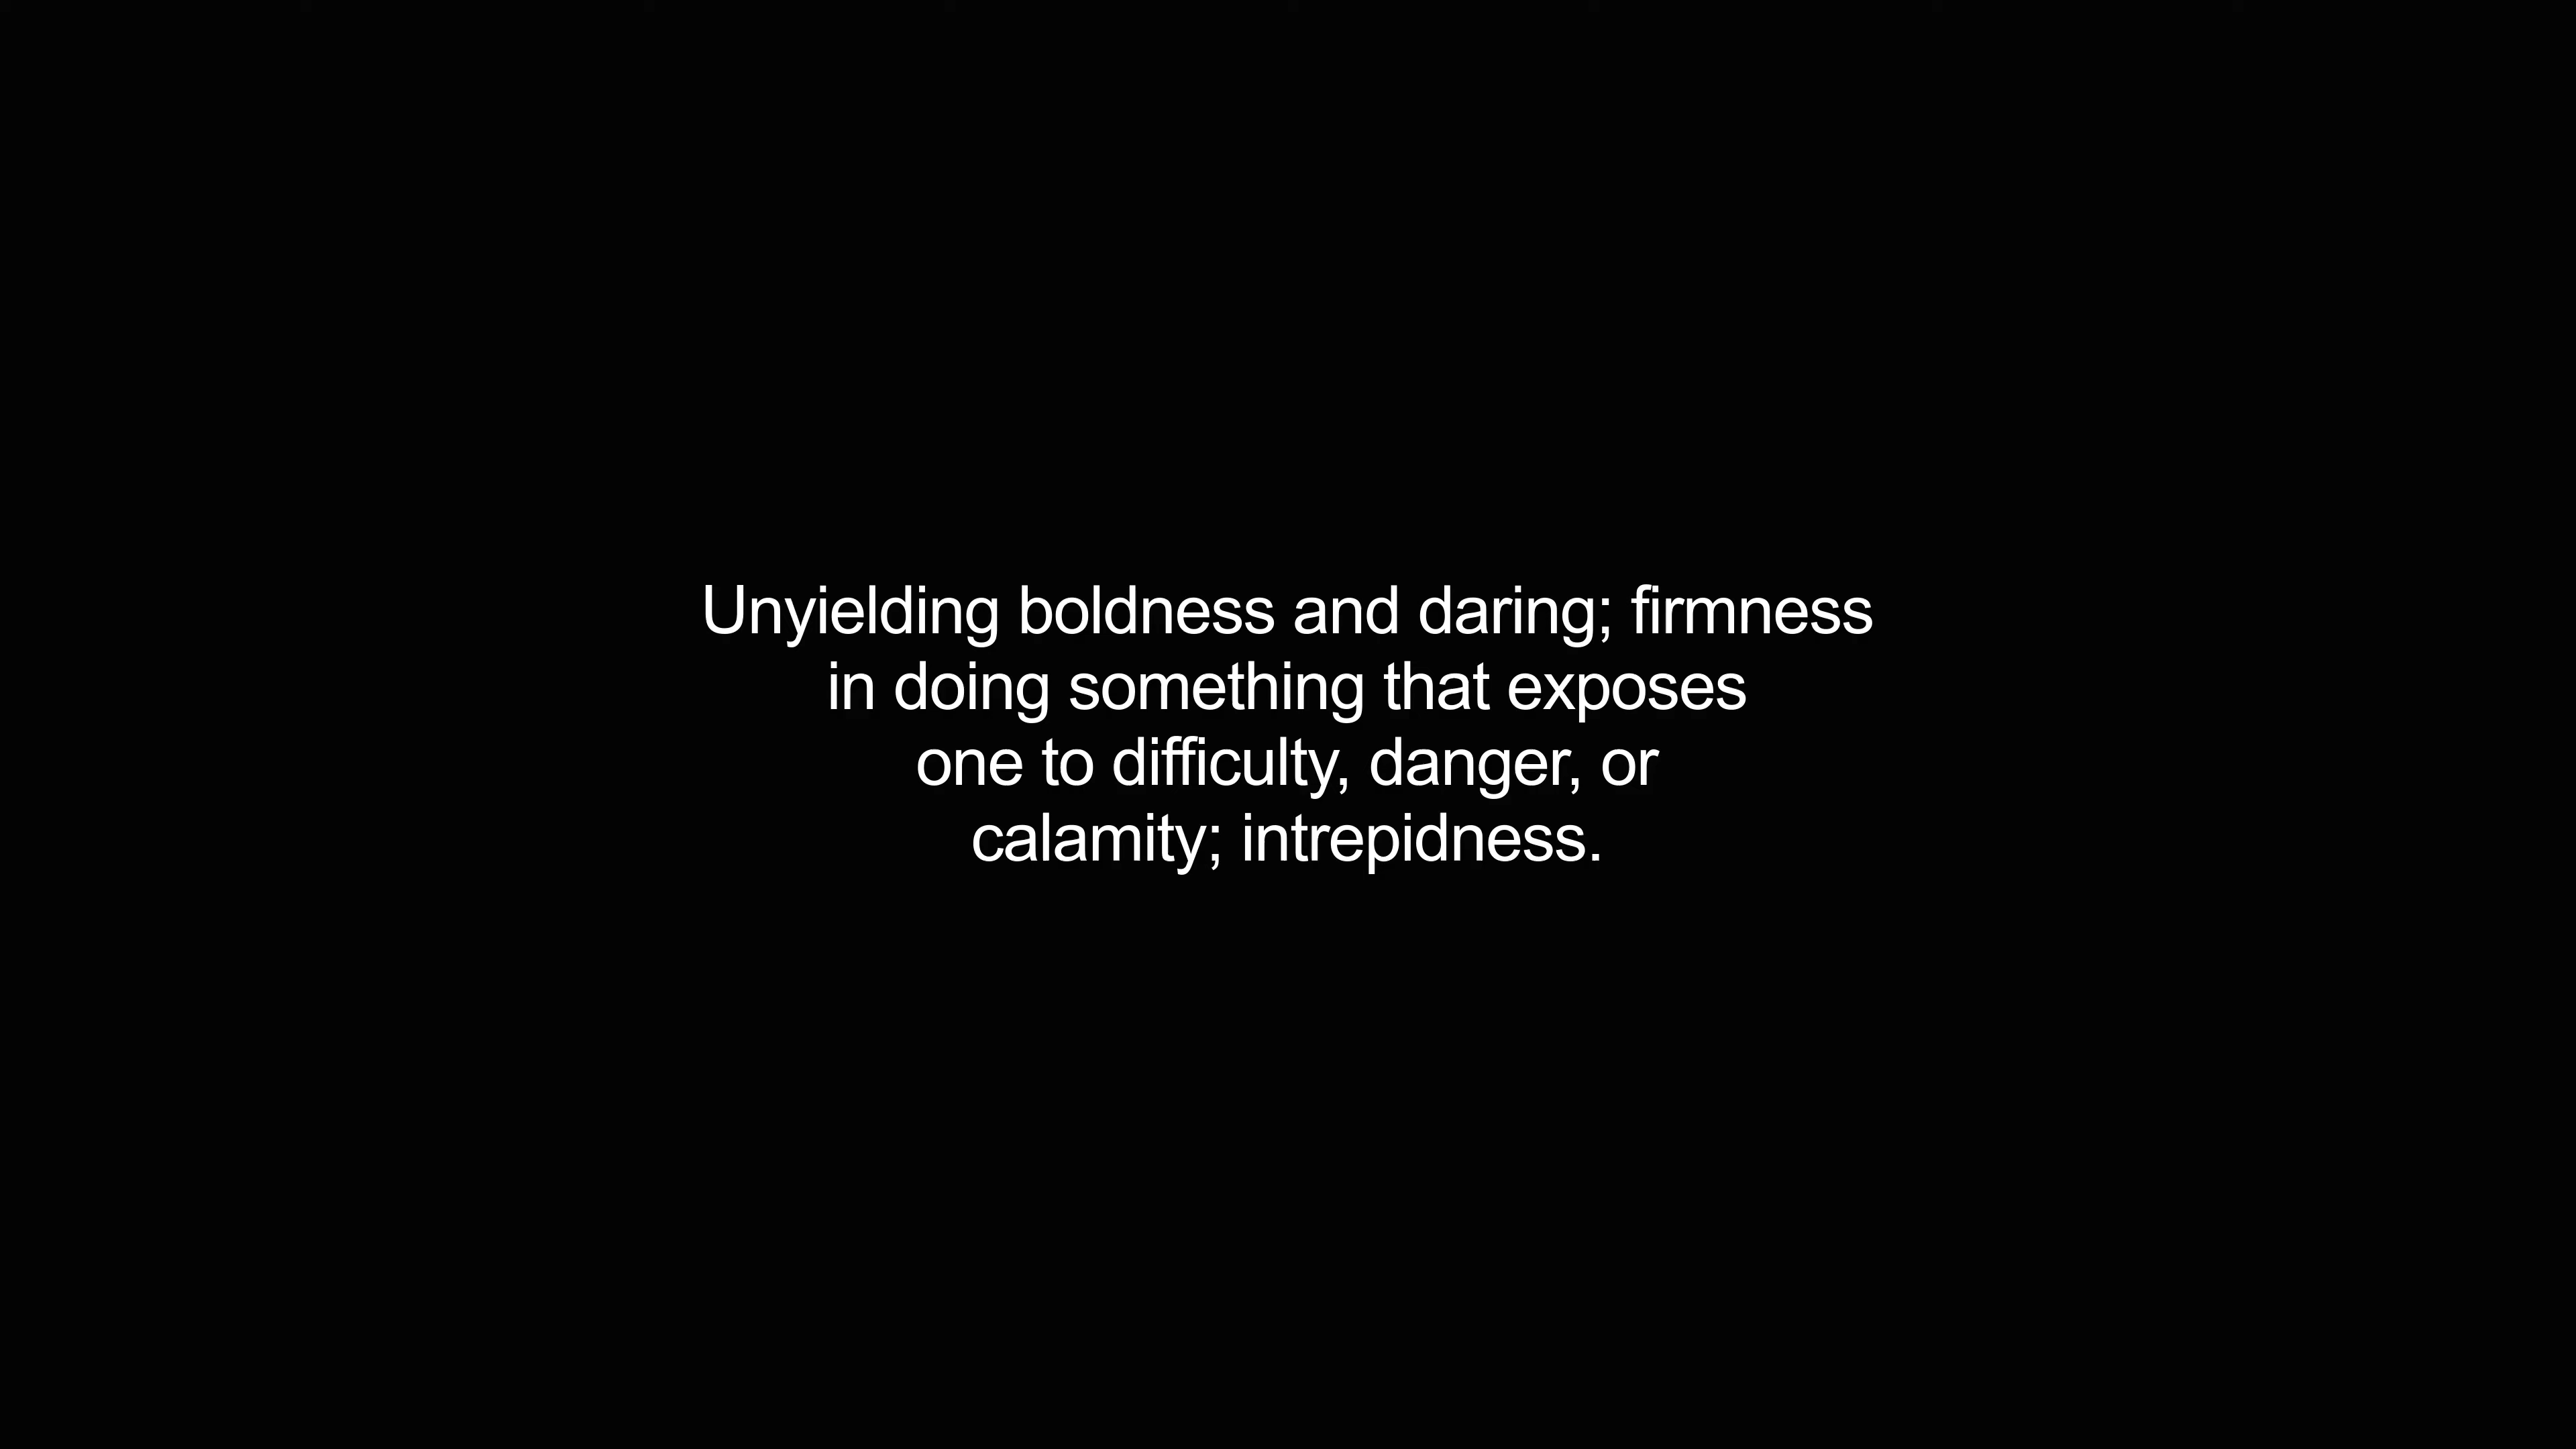 Unyielding boldness and daring; firmness
in doing something that exposes
one to difficulty, danger, or
calamity; intrepidness.